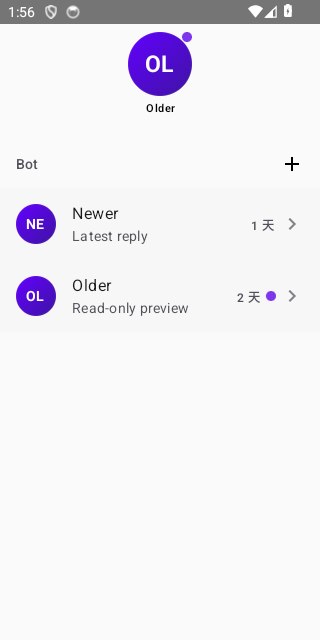 1:56
OL
Older
Bot
NE
Newer
Latest reply
1 天
OL
Older
Read-only preview
2 天